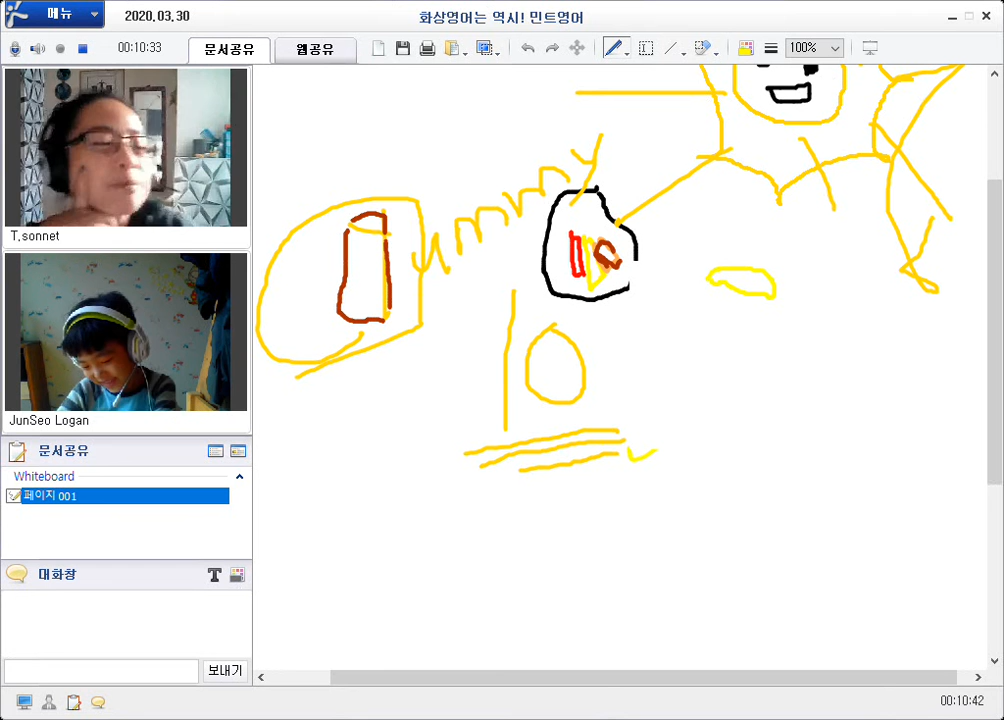 메뉴
2020.03.30
화상영어는 역시! 민트영어
00:10:33
문서공유
웹공유
100%
T.sonnet
JunSeo Logan
yummy
10
문서공유
Whiteboard
페이지 001
대화창
보내기
00:10:42